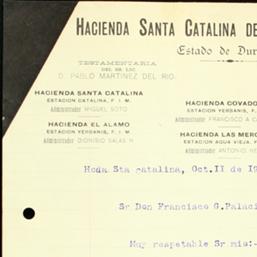 HACIENDA SANTA CATALINA DE
Estado de Dur
TESTAMENTARIA
DEL SR. LIC.
D. PABLO MARTINEZ DEL RIO
HACIENDA SANTA CATALINA
ESTACION CATALINA, F. I. M.
Administrador MIGUEL SOTO
HACIENDA COVADO
ESTACION YERBANIS, F.
Administrador FRANCISCO A
HACIENDA EL ALAMO
ESTACION YERBANIS, F. I. M.
Administrador DIONISIO SALAS H
HACIENDA LAS MERC
ESTACION AGUA VIEJA, F
Administrador ANTONIO
Hcda. Sta catalina, Oct. 11 de 19
Sr Don Francisco G. Palaci
Muy respetable Sr mio:-